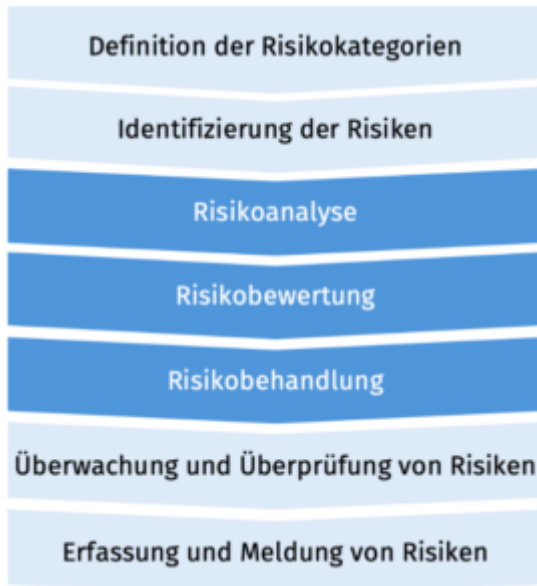 Definition der Risikokategorien
Identifizierung der Risiken
Risikoanalyse
Risikobewertung
Risikobehandlung
Überwachung und Überprüfung von Risiken
Erfassung und Meldung von Risiken